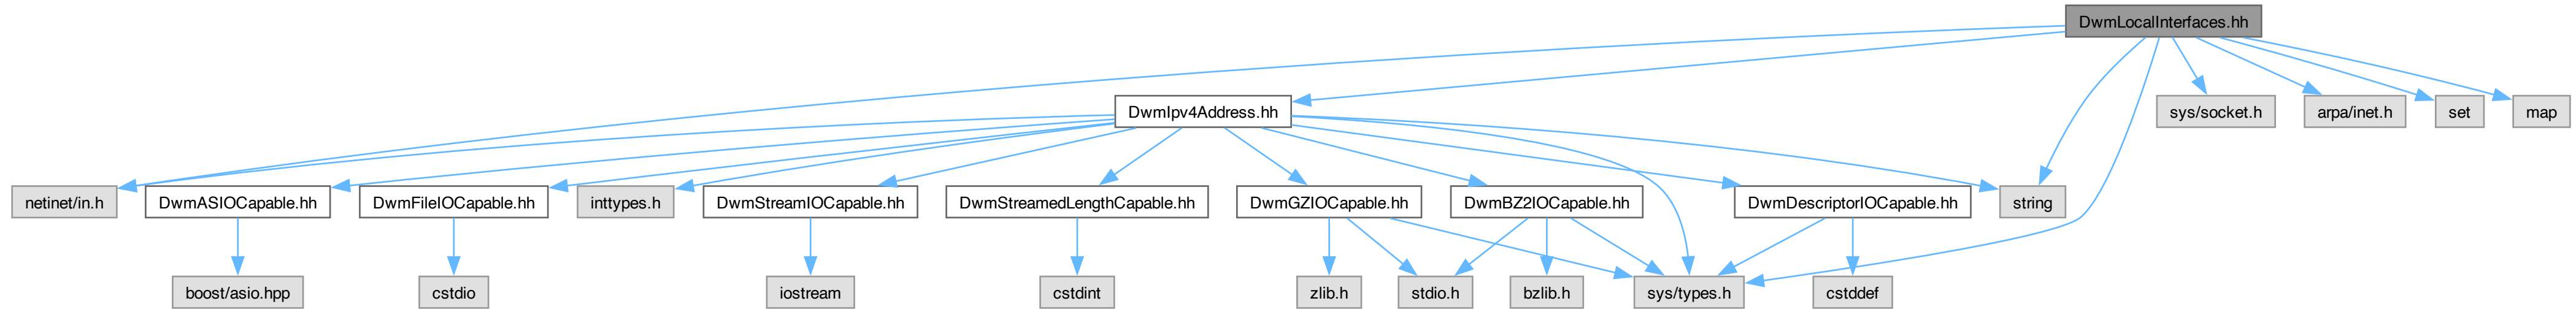 DwmLocalInterfaces.hh
DwmIpv4Address.hh
sys/socket.h
arpa/inet.h
set
map
netinet/in.h
DwmASIOCapable.hh
DwmFileIOCapable.hh
inttypes.h
DwmStreamIOCapable.hh
DwmStreamedLengthCapable.hh
DwmGZIOCapable.hh
DwmBZ2IOCapable.hh
DwmDescriptorIOCapable.hh
string
boost/asio.hpp
cstdio
iostream
cstdint
zlib.h
stdio.h
bzlib.h
sys/types.h
cstddef